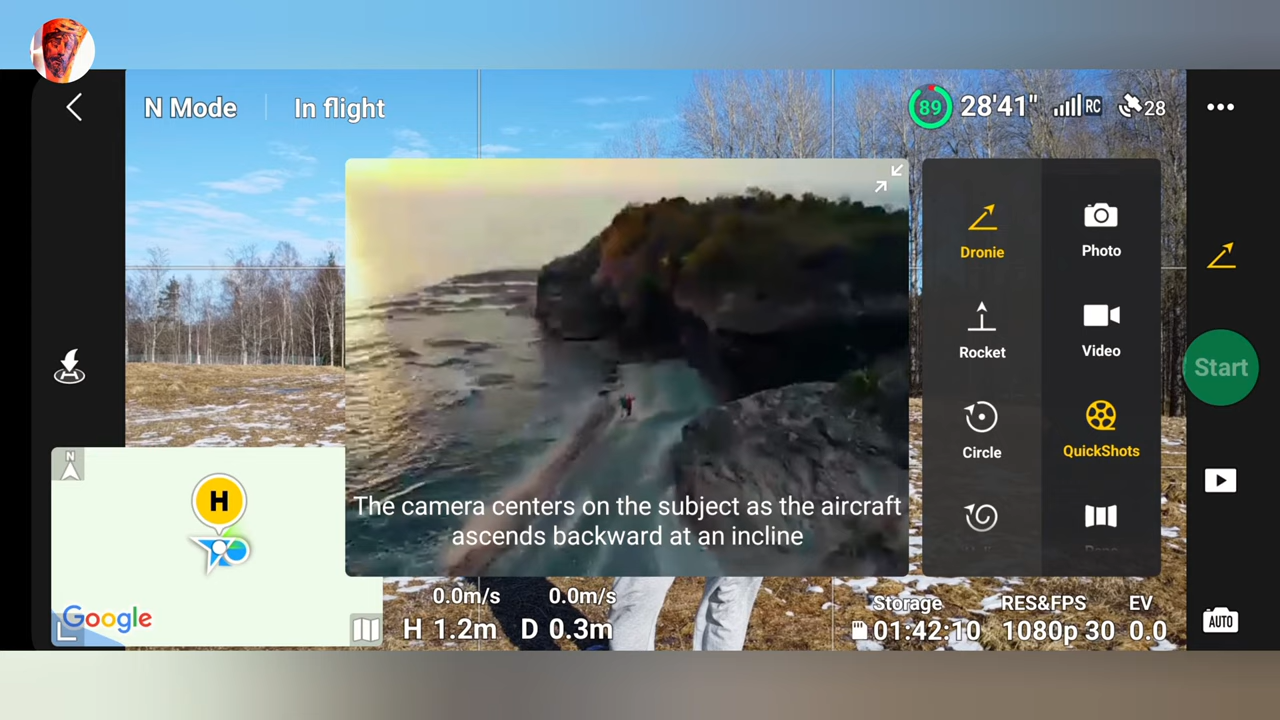 N Mode
In flight
89
28'41"
RC
28
Dronie
Photo
Rocket
Video
Circle
QuickShots
Start
The camera centers on the subject as the aircraft
ascends backward at an incline
N
H
Google
0.0m/s
0.0m/s
H 1.2m
D 0.3m
Storage
RES&FPS
EV
01:42:10
1080p 30
0.0
AUTO